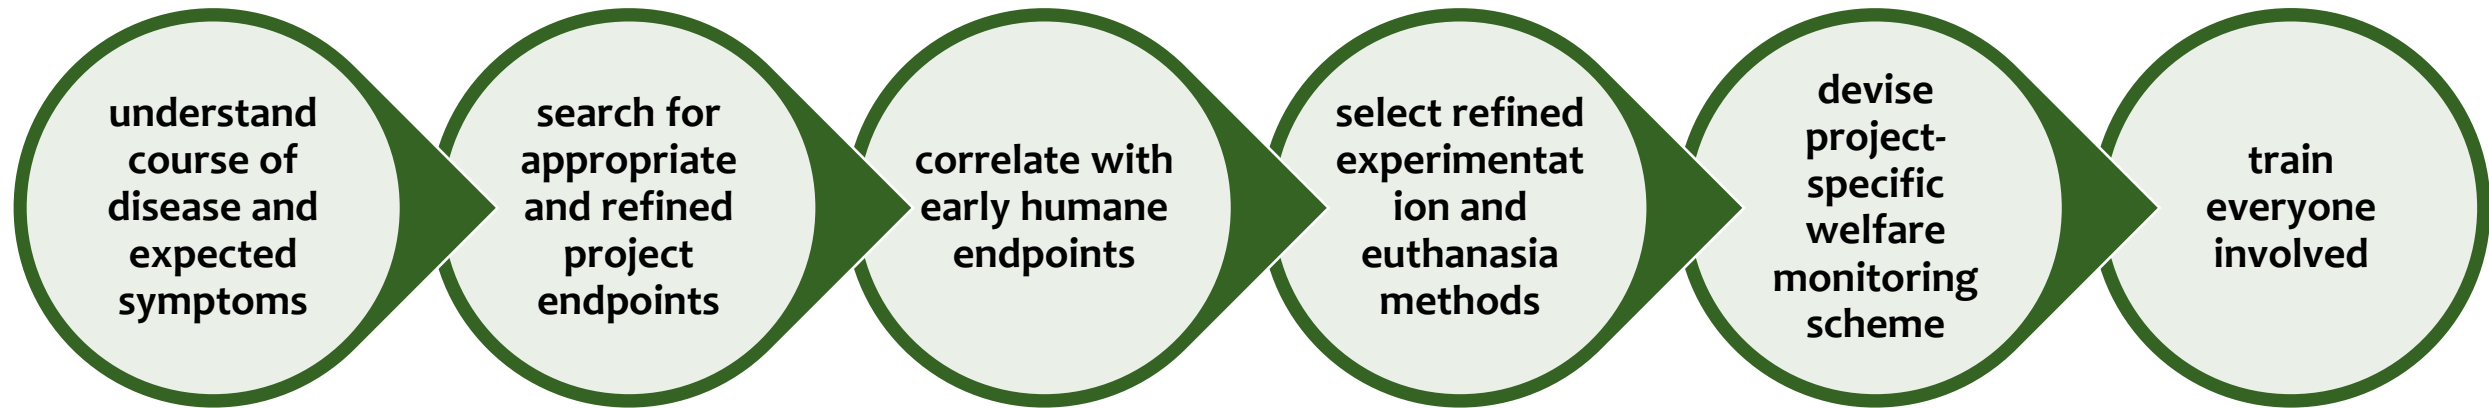 understand
course of
disease and
expected
symptoms
search for
appropriate
and refined
project
endpoints
correlate with
early humane
endpoints
select refined
experimentat
ion and
euthanasia
methods
devise
project-
specific
welfare
monitoring
scheme
train
everyone
involved